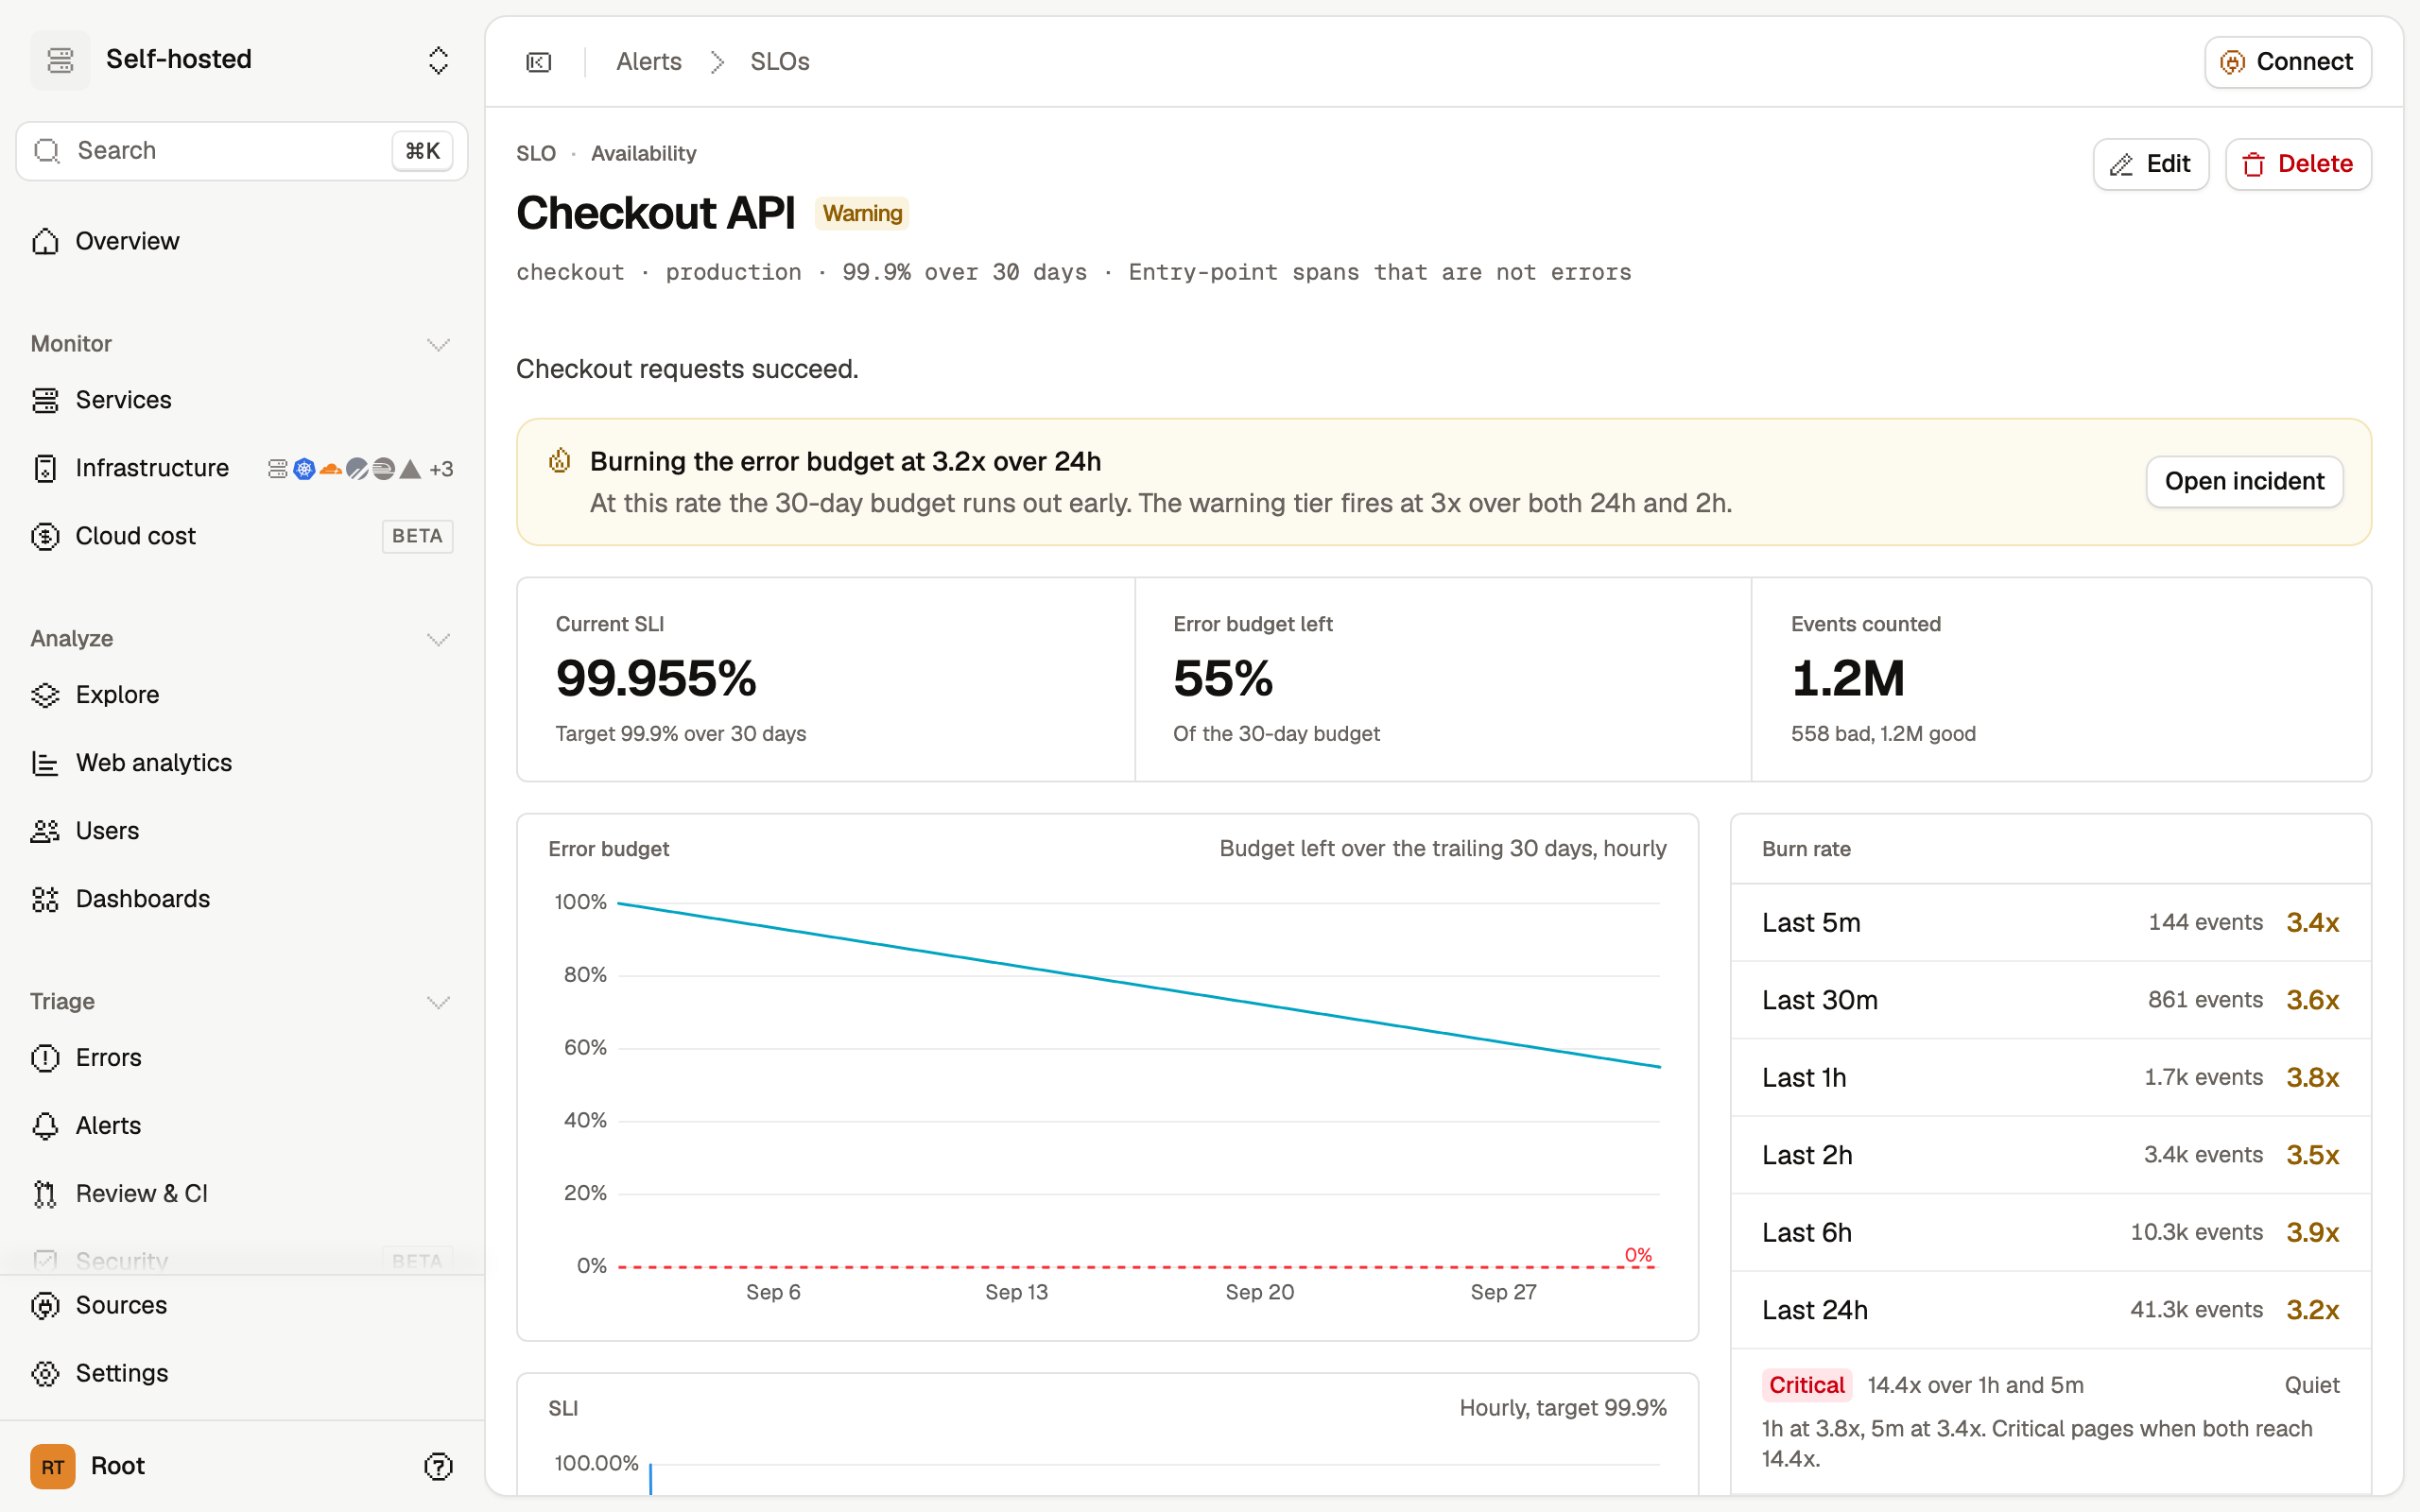 Self-hosted
Search ⌘K
Overview
Monitor
Services
Infrastructure +3
Cloud cost BETA
Analyze
Explore
Web analytics
Users
Dashboards
Triage
Errors
Alerts
Review & CI
Security BETA
Sources
Settings
RT Root
Alerts SLOs
Connect
SLO · Availability
Edit Delete
Checkout API Warning
checkout · production · 99.9% over 30 days · Entry-point spans that are not errors
Checkout requests succeed.
Burning the error budget at 3.2x over 24h
At this rate the 30-day budget runs out early. The warning tier fires at 3x over both 24h and 2h.
Open incident
Current SLI
99.955%
Target 99.9% over 30 days
Error budget left
55%
Of the 30-day budget
Events counted
1.2M
558 bad, 1.2M good
Error budget Budget left over the trailing 30 days, hourly
100%
80%
60%
40%
20%
0% 0%
Sep 6 Sep 13 Sep 20 Sep 27
SLI Hourly, target 99.9%
100.00%
Burn rate
Last 5m 144 events 3.4x
Last 30m 861 events 3.6x
Last 1h 1.7k events 3.8x
Last 2h 3.4k events 3.5x
Last 6h 10.3k events 3.9x
Last 24h 41.3k events 3.2x
Critical 14.4x over 1h and 5m Quiet
1h at 3.8x, 5m at 3.4x. Critical pages when both reach
14.4x.